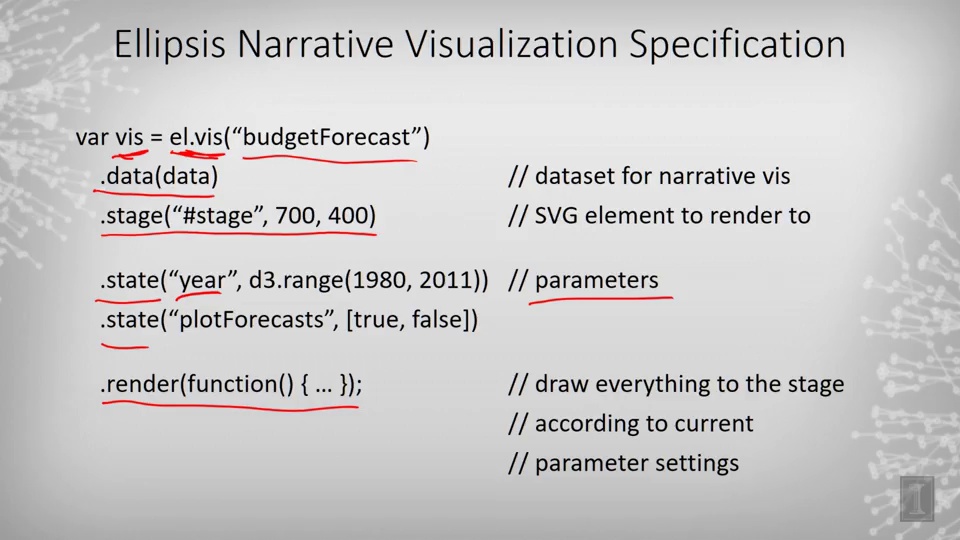 Ellipsis Narrative Visualization Specification
var vis = el.vis(“budgetForecast”)
.data(data) // dataset for narrative vis
.stage(“#stage”, 700, 400) // SVG element to render to
.state(“year”, d3.range(1980, 2011)) // parameters
.state(“plotForecasts”, [true, false])
.render(function() { … }); // draw everything to the stage
// according to current
// parameter settings
I